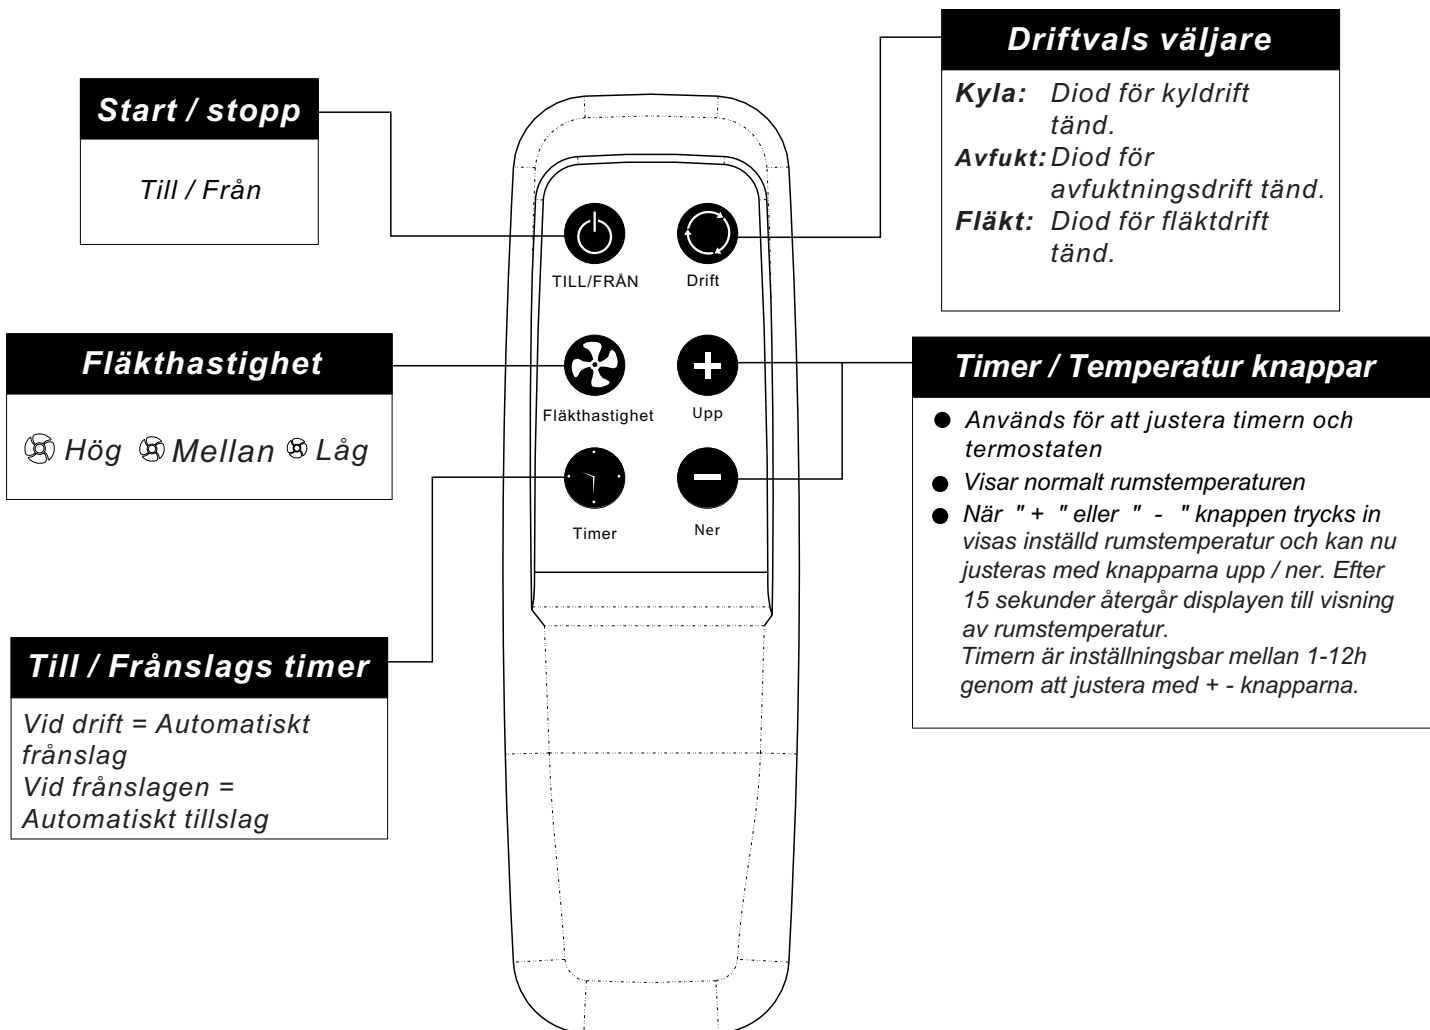 Start / stopp
Till / Från
Fläkthastighet
Hög Mellan Låg
Till / Frånslags timer
Vid drift = Automatiskt
frånslag
Vid frånslagen =
Automatiskt tillslag
TILL/FRÅN
Drift
Fläkthastighet
Upp
Timer
Ner
Driftvals väljare
Kyla: Diod för kyldrift
tänd.
Avfukt: Diod för
avfuktningsdrift tänd.
Fläkt: Diod för fläktdrift
tänd.
Timer / Temperatur knappar
● Används för att justera timern och
termostaten
● Visar normalt rumstemperaturen
● När " + " eller " - " knappen trycks in
visas inställd rumstemperatur och kan nu
justeras med knapparna upp / ner. Efter
15 sekunder återgår displayen till visning
av rumstemperatur.
Timern är inställningsbar mellan 1-12h
genom att justera med + - knapparna.